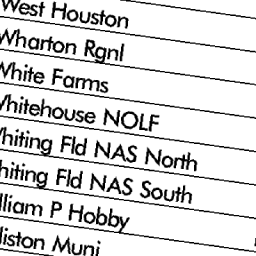 West Houston
Wharton Rgnl
White Farms
Whitehouse NOLF
Whiting Fld NAS North
Whiting Fld NAS South
lliam P Hobby
liston Muni